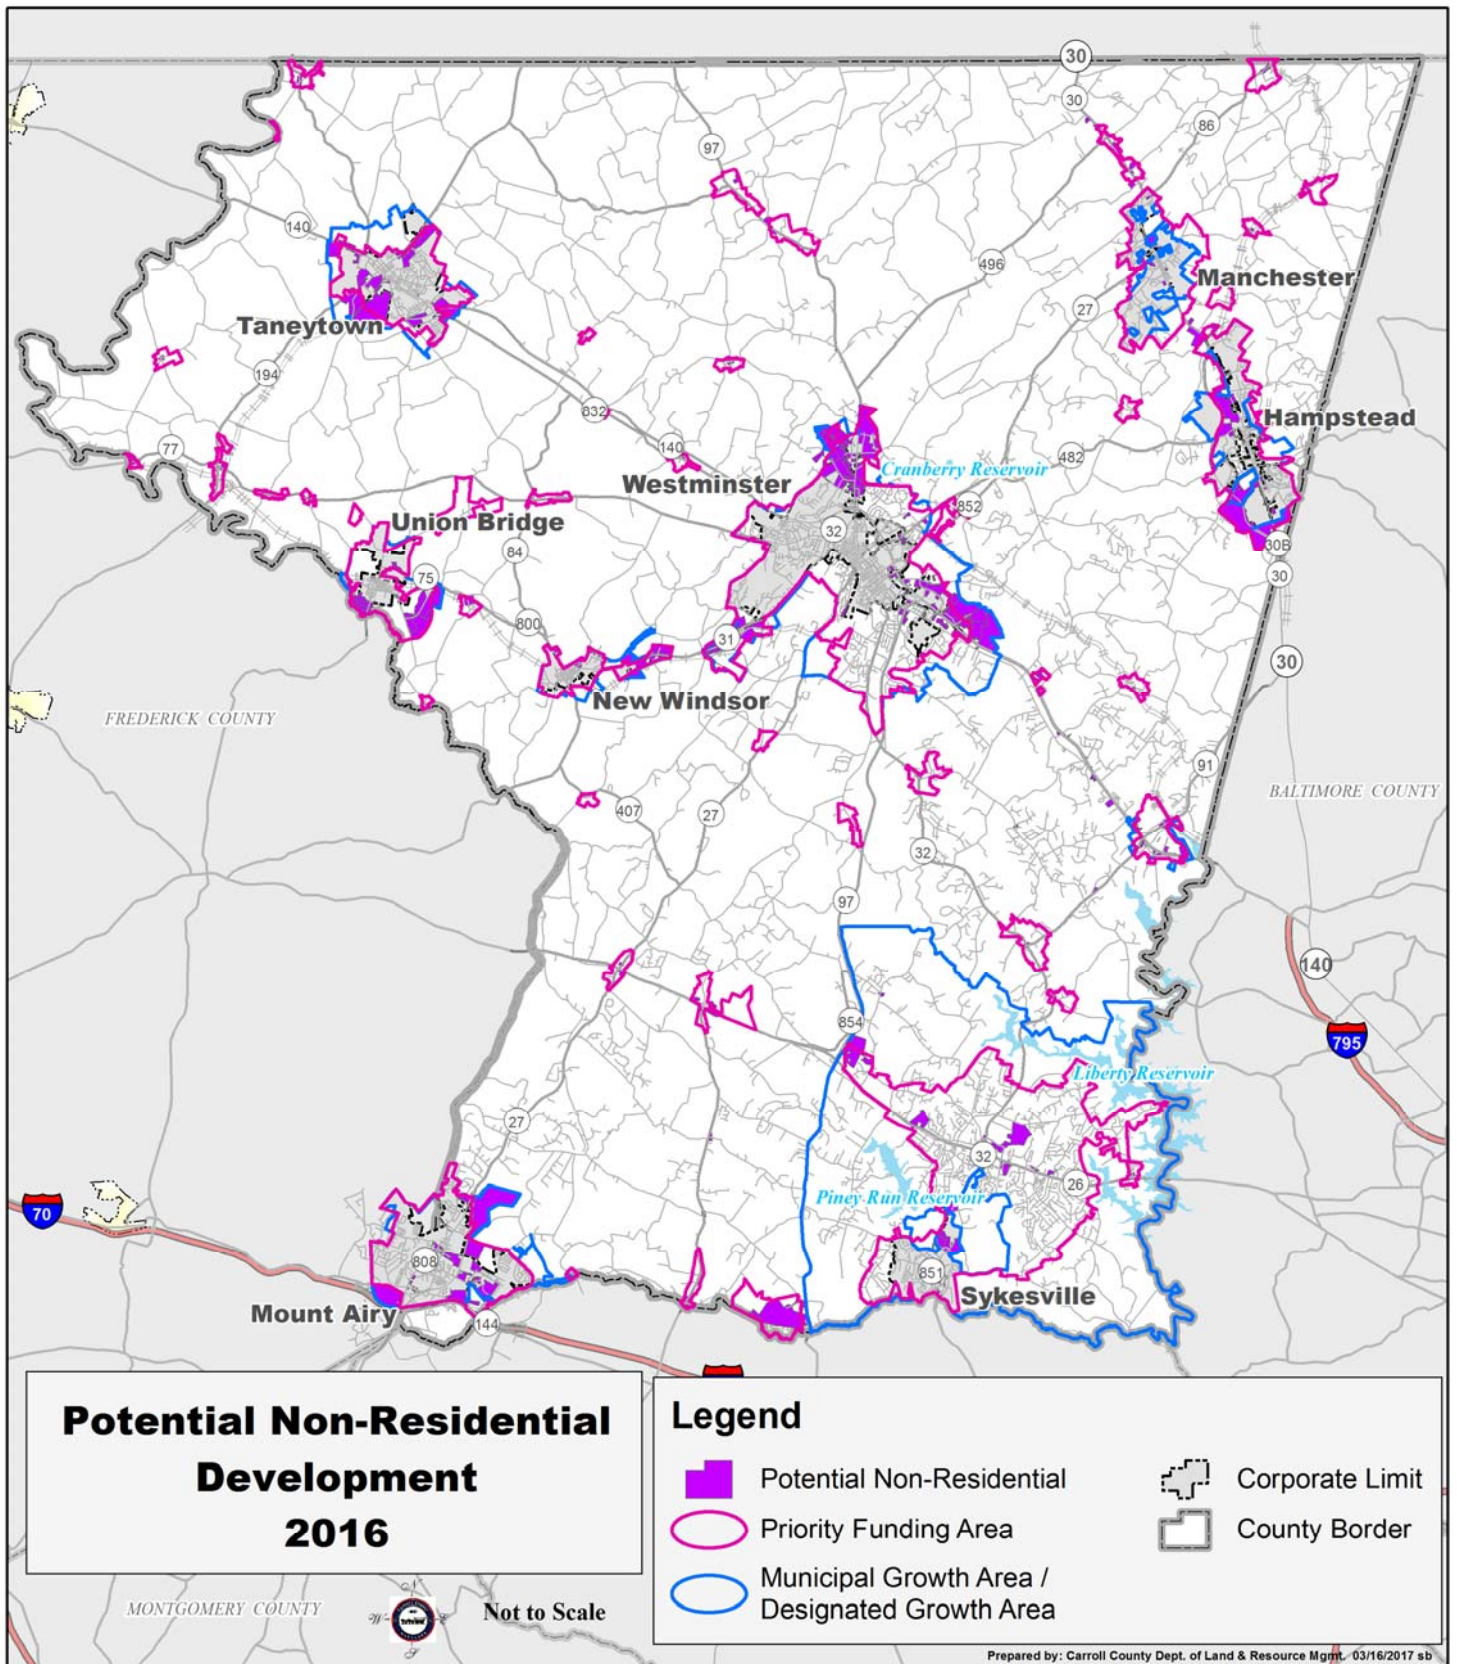 30
30
86
97
140
496
Manchester
27
Taneytown
194
832
Hampstead
77
140
482
Cranberry Reservoir
Westminster
852
Union Bridge
32
30B
84
75
30
800
31
30
New Windsor
FREDERICK COUNTY
91
BALTIMORE COUNTY
407
27
32
97
140
854
795
Liberty Reservoir
27
32
26
Piney Run Reservoir
70
808
851
Sykesville
Mount Airy
144
Potential Non-Residential
Development
2016
Legend
Potential Non-Residential
Priority Funding Area
Municipal Growth Area /
Designated Growth Area
Corporate Limit
County Border
MONTGOMERY COUNTY
N
W
E
S
Not to Scale
Prepared by: Carroll County Dept. of Land & Resource Mgmt. 03/16/2017 sb